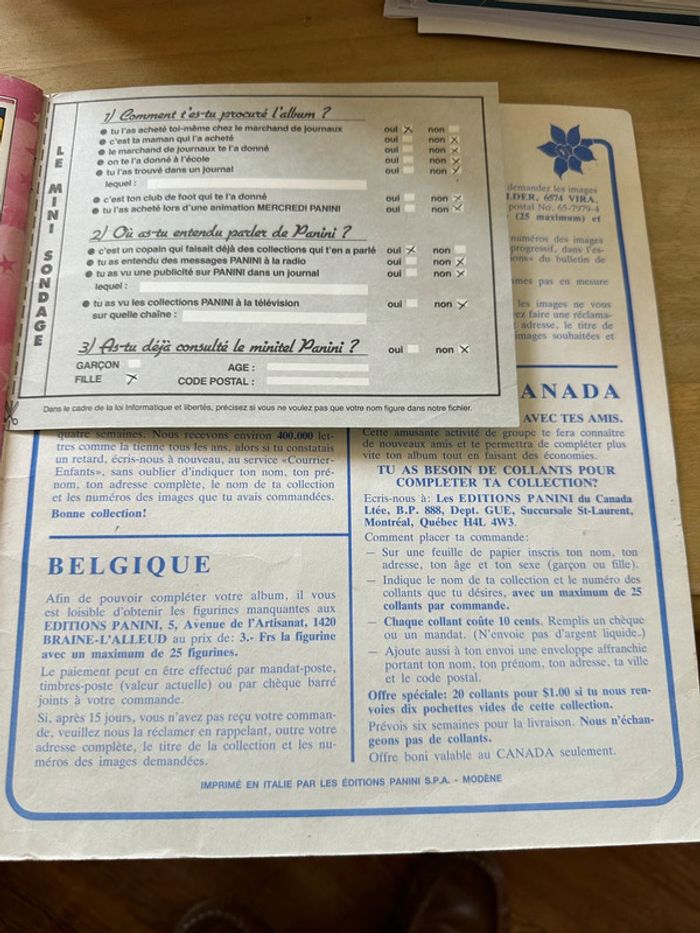 LE MINI SONDAGE
1) Comment t'es-tu procuré l'album ?
● tu l'as acheté toi-même chez le marchand de journaux oui X non
● c'est ta maman qui l'a acheté oui non X
● le marchand de journaux te l'a donné oui non X
● on te l'a donné à l'école oui non X
● tu l'as trouvé dans un journal oui non X
lequel :
● c'est ton club de foot qui te l'a donné oui non X
● tu l'as acheté lors d'une animation MERCREDI PANINI oui non X
2) Où as-tu entendu parler de Panini ?
● c'est un copain qui faisait déjà des collections qui t'en a parlé oui X non
● tu as entendu des messages PANINI à la radio oui non X
● tu as vu une publicité sur PANINI dans un journal oui non X
lequel :
● tu as vu les collections PANINI à la télévision oui non X
sur quelle chaîne :
3) As-tu déjà consulté le minitel Panini ? oui non X
GARÇON AGE :
FILLE X CODE POSTAL :
Dans le cadre de la loi Informatique et libertés, précisez si vous ne voulez pas que votre nom figure dans notre fichier.
quatre semaines. Nous recevons environ 400.000 let-
tres comme la tienne tous les ans, alors si tu constatais
un retard, écris-nous à nouveau, au service «Courrier-
Enfants», sans oublier d'indiquer ton nom, ton pré-
nom, ton adresse complète, le nom de ta collection
et les numéros des images que tu avais commandées.
Bonne collection!
BELGIQUE
Afin de pouvoir compléter votre album, il vous
est loisible d'obtenir les figurines manquantes aux
EDITIONS PANINI, 5, Avenue de l'Artisanat, 1420
BRAINE-L'ALLEUD au prix de: 3.- Frs la figurine
avec un maximum de 25 figurines.
Le paiement peut en être effectué par mandat-poste,
timbres-poste (valeur actuelle) ou par chèque barré
joints à votre commande.
Si, après 15 jours, vous n'avez pas reçu votre comman-
de, veuillez nous la réclamer en rappelant, outre votre
adresse complète, le titre de la collection et les nu-
méros des images demandées.
demander les images
LDER, 6574 VIRA,
postal No. 65-7979-4
(25 maximum) et
numéros des images
progressif, dans l'es-
ons» du bulletin de
mes pas en mesure
les images ne vous
ez faire une réclama-
adresse, le titre de
images souhaitées et
ANADA
AVEC TES AMIS.
Cette amusante activité de groupe te fera connaître
de nouveaux amis et te permettra de compléter plus
vite ton album tout en faisant des économies.
TU AS BESOIN DE COLLANTS POUR
COMPLETER TA COLLECTION?
Ecris-nous à: Les EDITIONS PANINI du Canada
Ltée, B.P. 888, Dept. GUE, Succursale St-Laurent,
Montréal, Québec H4L 4W3.
Comment placer ta commande:
— Sur une feuille de papier inscris ton nom, ton
adresse, ton âge et ton sexe (garçon ou fille).
— Indique le nom de ta collection et le numéro des
collants que tu désires, avec un maximum de 25
collants par commande.
— Chaque collant coûte 10 cents. Remplis un chèque
ou un mandat. (N'envoie pas d'argent liquide.)
— Ajoute aussi à ton envoi une enveloppe affranchie
portant ton nom, ton prénom, ton adresse, ta ville
et le code postal.
Offre spéciale: 20 collants pour $1.00 si tu nous ren-
voies dix pochettes vides de cette collection.
Prévois six semaines pour la livraison. Nous n'échan-
geons pas de collants.
Offre boni valable au CANADA seulement.
IMPRIMÉ EN ITALIE PAR LES ÉDITIONS PANINI S.P.A. - MODÈNE